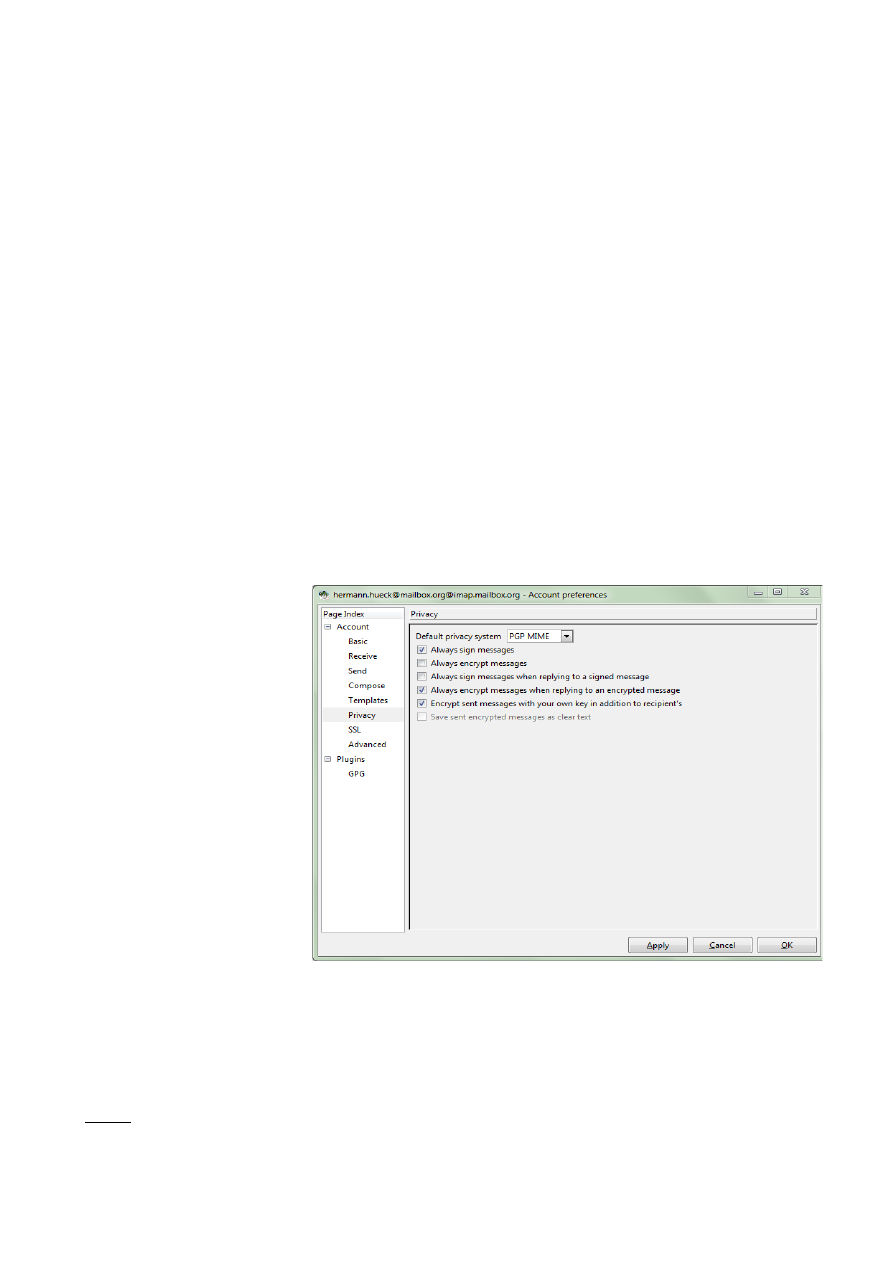 hermann.hueck@mailbox.org@imap.mailbox.org - Account preferences
Page Index
Account
Basic
Receive
Send
Compose
Templates
Privacy
SSL
Advanced
Plugins
GPG
Privacy
Default privacy system PGP MIME
Always sign messages
Always encrypt messages
Always sign messages when replying to a signed message
Always encrypt messages when replying to an encrypted message
Encrypt sent messages with your own key in addition to recipient's
Save sent encrypted messages as clear text
Apply Cancel OK